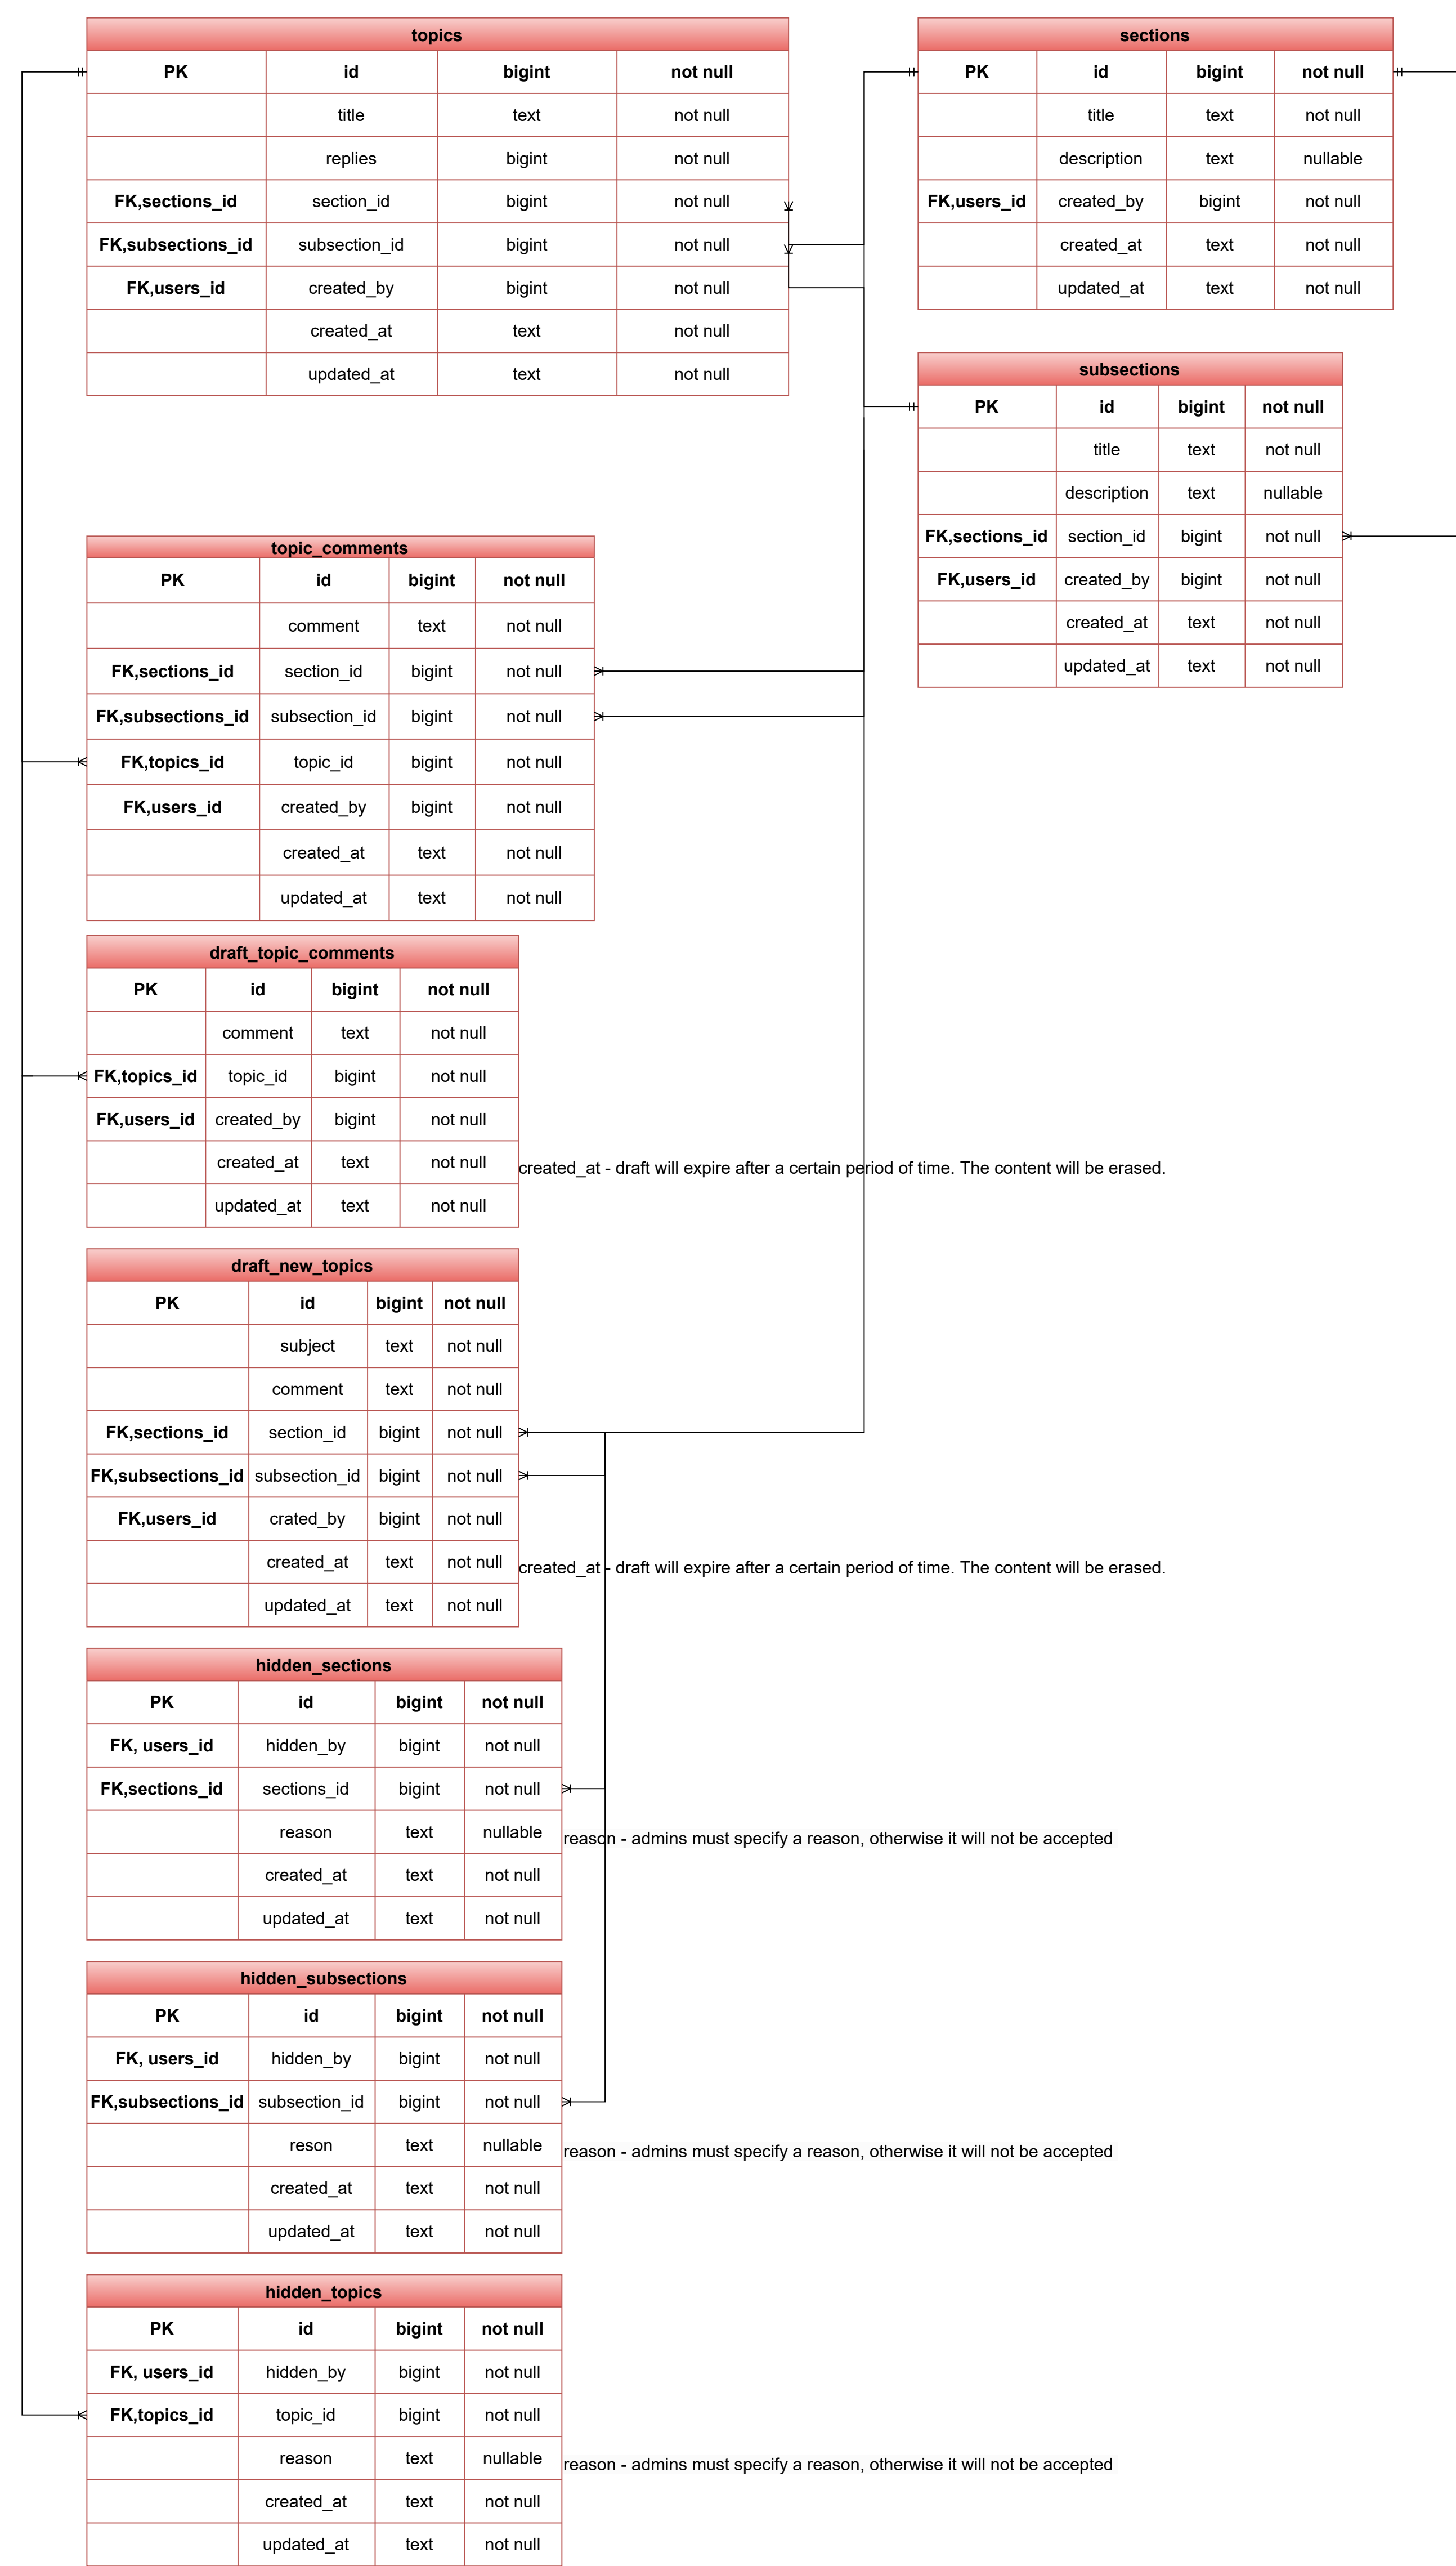 topics
PK id bigint not null
title text not null
replies bigint not null
FK,sections_id section_id bigint not null
FK,subsections_id subsection_id bigint not null
FK,users_id created_by bigint not null
created_at text not null
updated_at text not null
sections
PK id bigint not null
title text not null
description text nullable
FK,users_id created_by bigint not null
created_at text not null
updated_at text not null
subsections
PK id bigint not null
title text not null
description text nullable
FK,sections_id section_id bigint not null
FK,users_id created_by bigint not null
created_at text not null
updated_at text not null
topic_comments
PK id bigint not null
comment text not null
FK,sections_id section_id bigint not null
FK,subsections_id subsection_id bigint not null
FK,topics_id topic_id bigint not null
FK,users_id created_by bigint not null
created_at text not null
updated_at text not null
draft_topic_comments
PK id bigint not null
comment text not null
FK,topics_id topic_id bigint not null
FK,users_id created_by bigint not null
created_at text not null
created_at - draft will expire after a certain period of time. The content will be erased.
updated_at text not null
draft_new_topics
PK id bigint not null
subject text not null
comment text not null
FK,sections_id section_id bigint not null
FK,subsections_id subsection_id bigint not null
FK,users_id crated_by bigint not null
created_at text not null
created_at - draft will expire after a certain period of time. The content will be erased.
updated_at text not null
hidden_sections
PK id bigint not null
FK, users_id hidden_by bigint not null
FK,sections_id sections_id bigint not null
reason text nullable
reason - admins must specify a reason, otherwise it will not be accepted
created_at text not null
updated_at text not null
hidden_subsections
PK id bigint not null
FK, users_id hidden_by bigint not null
FK,subsections_id subsection_id bigint not null
reson text nullable
reason - admins must specify a reason, otherwise it will not be accepted
created_at text not null
updated_at text not null
hidden_topics
PK id bigint not null
FK, users_id hidden_by bigint not null
FK,topics_id topic_id bigint not null
reason text nullable
reason - admins must specify a reason, otherwise it will not be accepted
created_at text not null
updated_at text not null